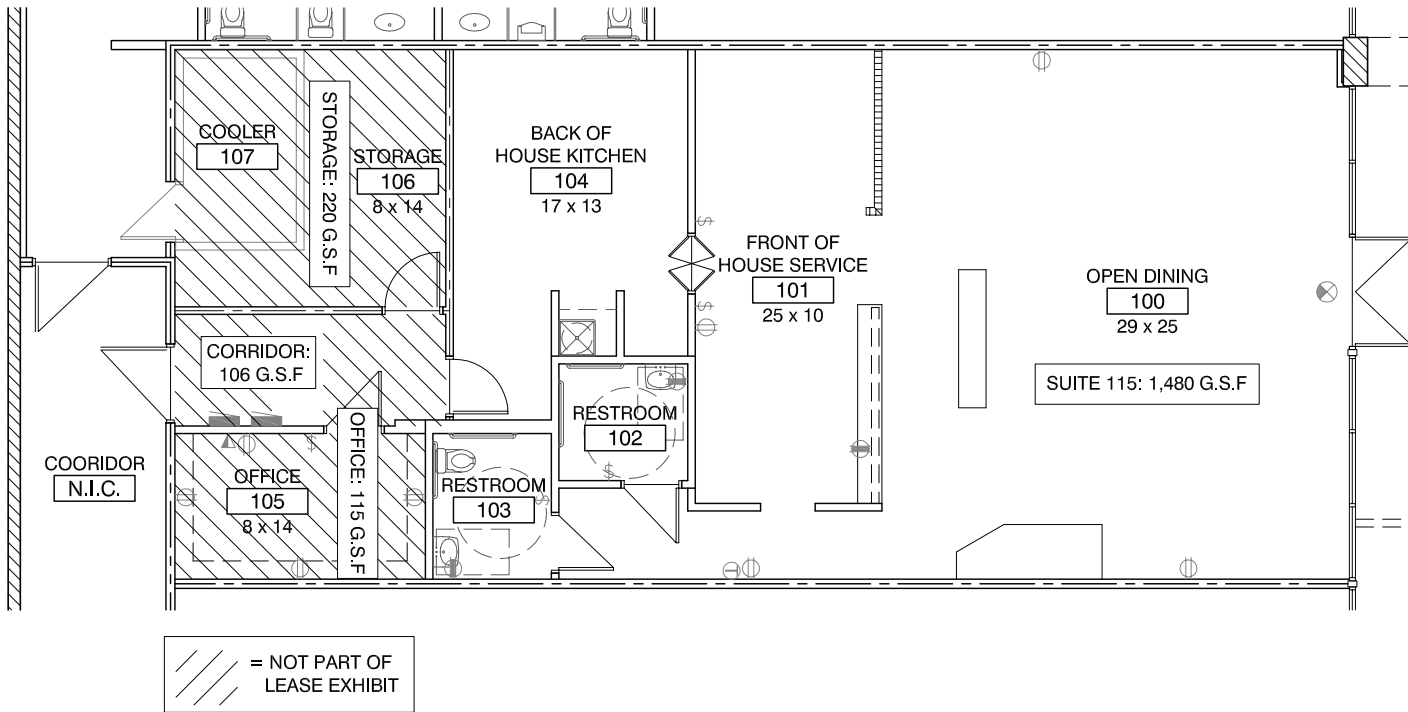 COOLER
107
STORAGE: 220 G.S.F
STORAGE
106
8 x 14
BACK OF
HOUSE KITCHEN
104
17 x 13
FRONT OF
HOUSE SERVICE
101
25 x 10
OPEN DINING
100
29 x 25
SUITE 115: 1,480 G.S.F
CORRIDOR:
106 G.S.F
RESTROOM
102
COORIDOR
N.I.C.
OFFICE
105
8 x 14
OFFICE: 115 G.S.F
RESTROOM
103
= NOT PART OF
LEASE EXHIBIT